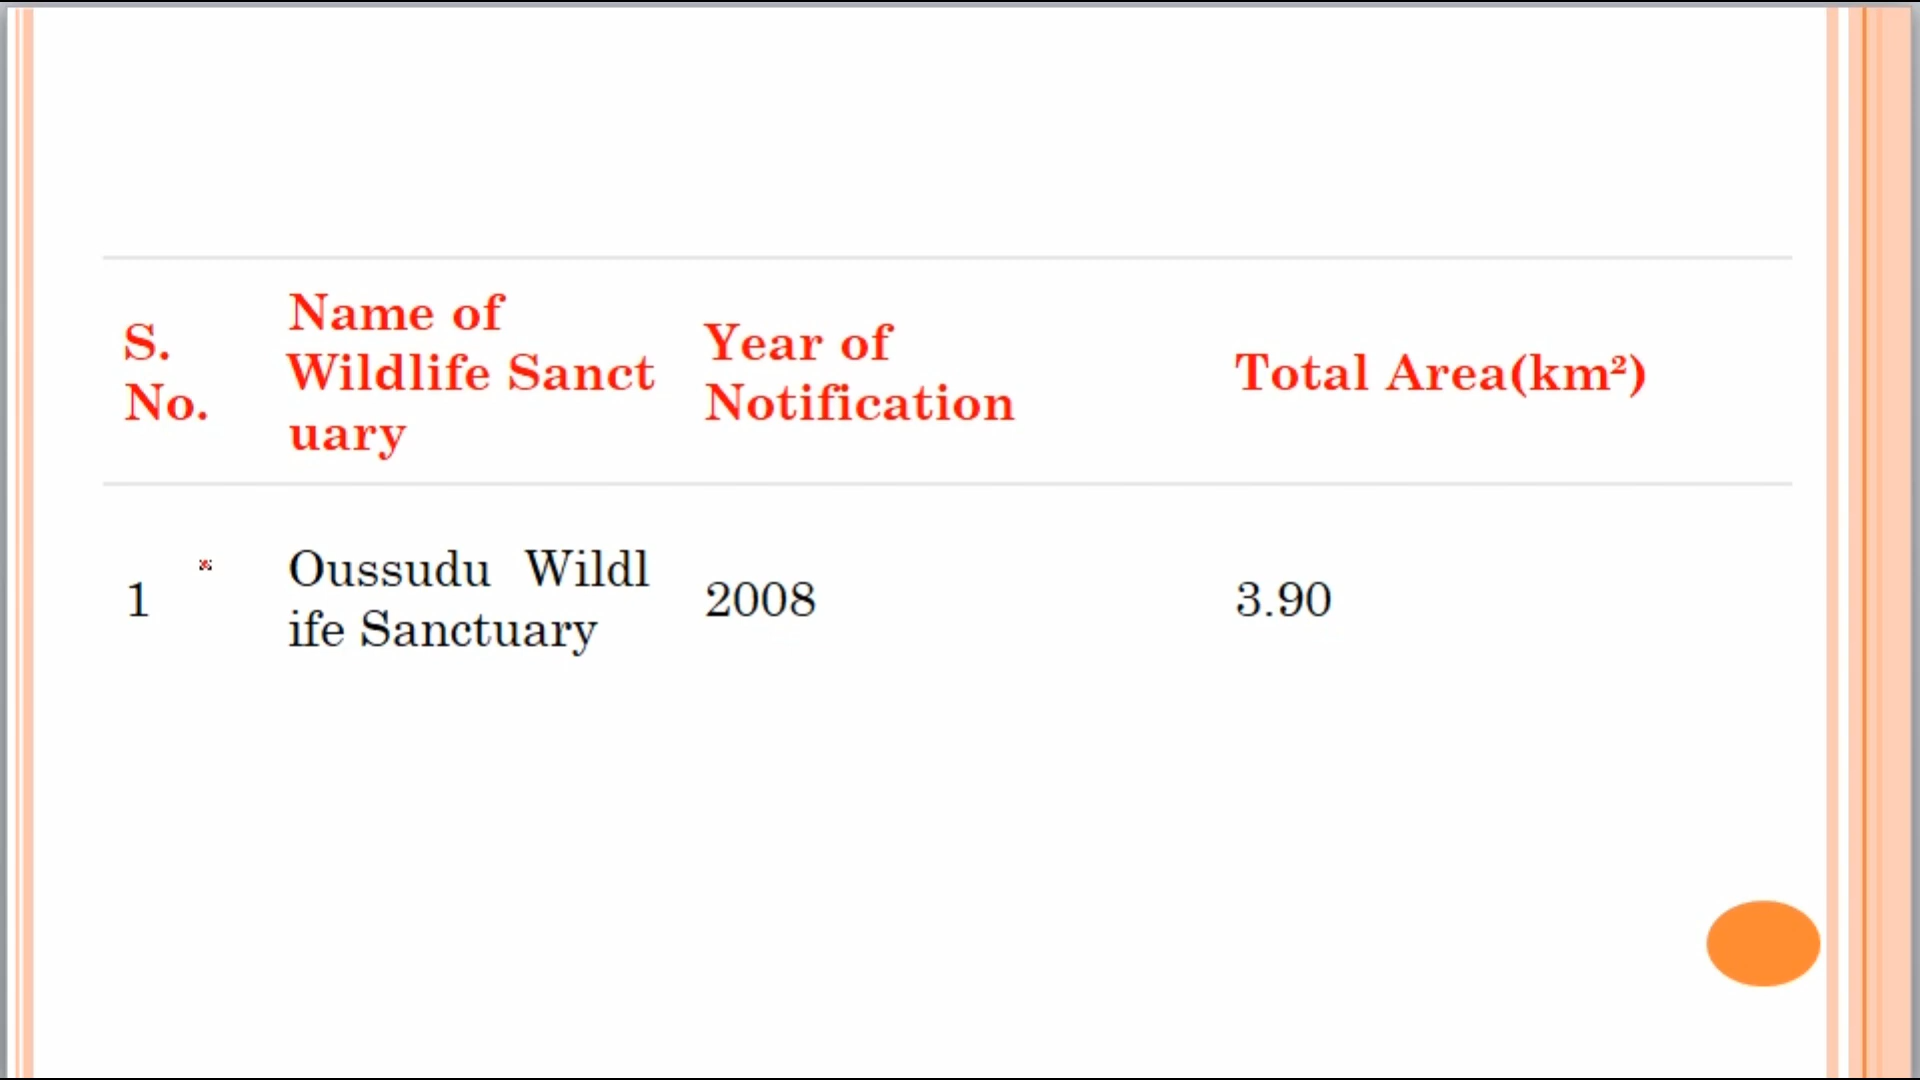 S.
No.
Name of
Wildlife Sanct
uary
Year of
Notification
Total Area(km²)
1
Oussudu Wildl
ife Sanctuary
2008
3.90